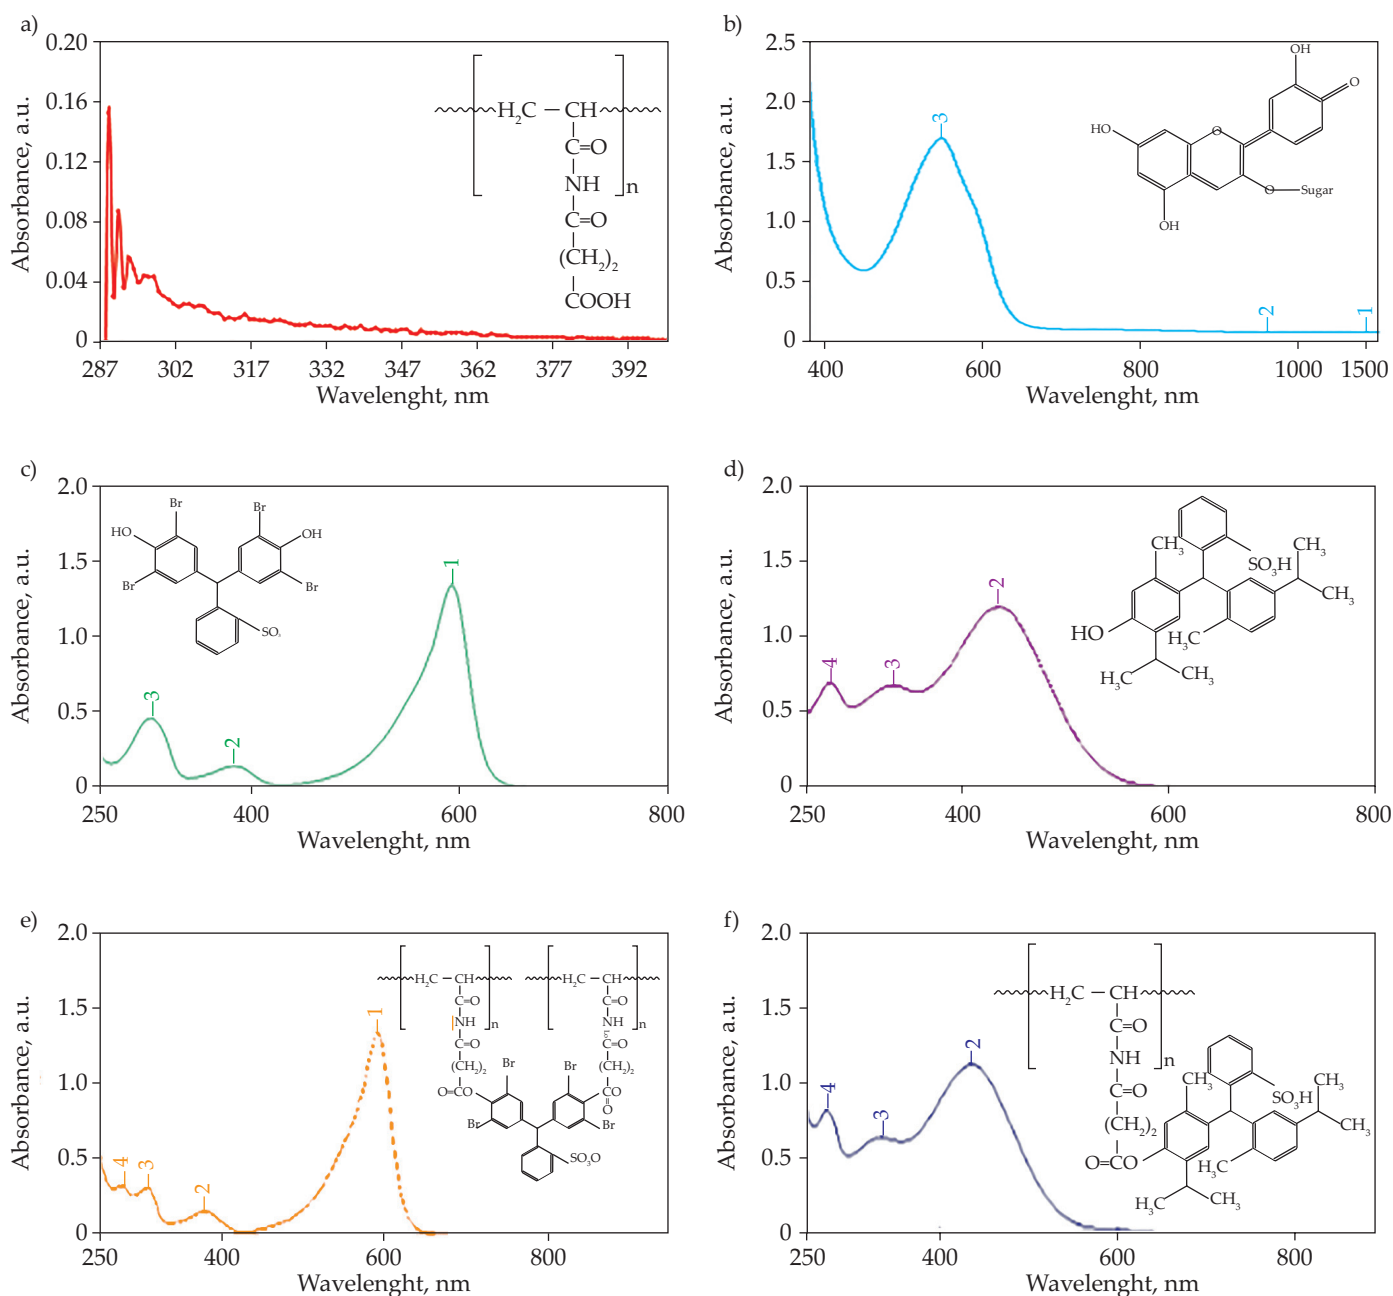 a)
0.20
0.16
0.12
0.08
0.04
0
Absorbance, a.u.
287 302 317 332 347 362 377 392
Wavelenght, nm
H₂C – CH
C=O
NH
n
C=O
(CH₂)₂
COOH
b)
2.5
2.0
1.5
1.0
0.5
0
Absorbance, a.u.
400 600 800 1000 1500
Wavelenght, nm
3
2
1
OH
O
HO
O
O Sugar
OH
c)
2.0
1.5
1.0
0.5
0
Absorbance, a.u.
250 400 600 800
Wavelenght, nm
3
2
1
Br
Br
HO
OH
Br
Br
SO₃
d)
2.0
1.5
1.0
0.5
0
Absorbance, a.u.
250 400 600 800
Wavelenght, nm
4
3
2
CH₃
SO₃H
CH₃
CH₃
HO
H₃C
H₃C
CH₃
e)
2.0
1.5
1.0
0.5
0
Absorbance, a.u.
250 400 600 800
Wavelenght, nm
4
3
2
1
H₂C – CH
H₂C – CH
C=O
C=O
NH
n
NH
n
C=O
C=O
(CH₂)₂
(CH₂)₂
O=CO
C=O
O
Br
Br
Br
Br
SO₃O
f)
2.0
1.5
1.0
0.5
0
Absorbance, a.u.
250 400 600 800
Wavelenght, nm
4
3
2
H₂C – CH
C=O
NH
n
C=O
(CH₂)₂
O=CO
CH₃
SO₃H
CH₃
CH₃
H₃C
H₃C
CH₃